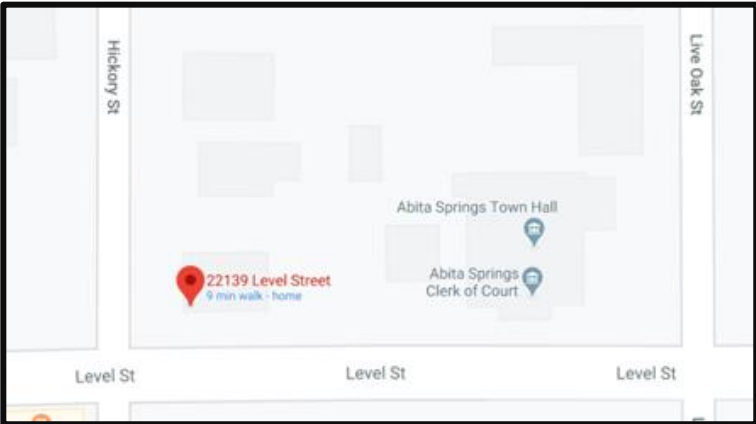 Hickory St
Live Oak St
Abita Springs Town Hall
Abita Springs
Clerk of Court
22139 Level Street
9 min walk - home
Level St
Level St
Level St